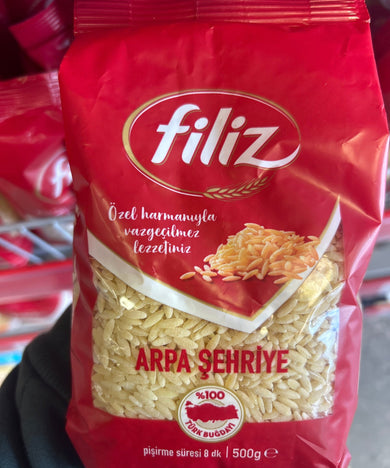 filiz
Özel harmanıyla
vazgeçilmez
lezzetiniz
ARPA ŞEHRİYE
%100
TÜRK BUĞDAYI
pişirme süresi 8 dk | 500g ℮